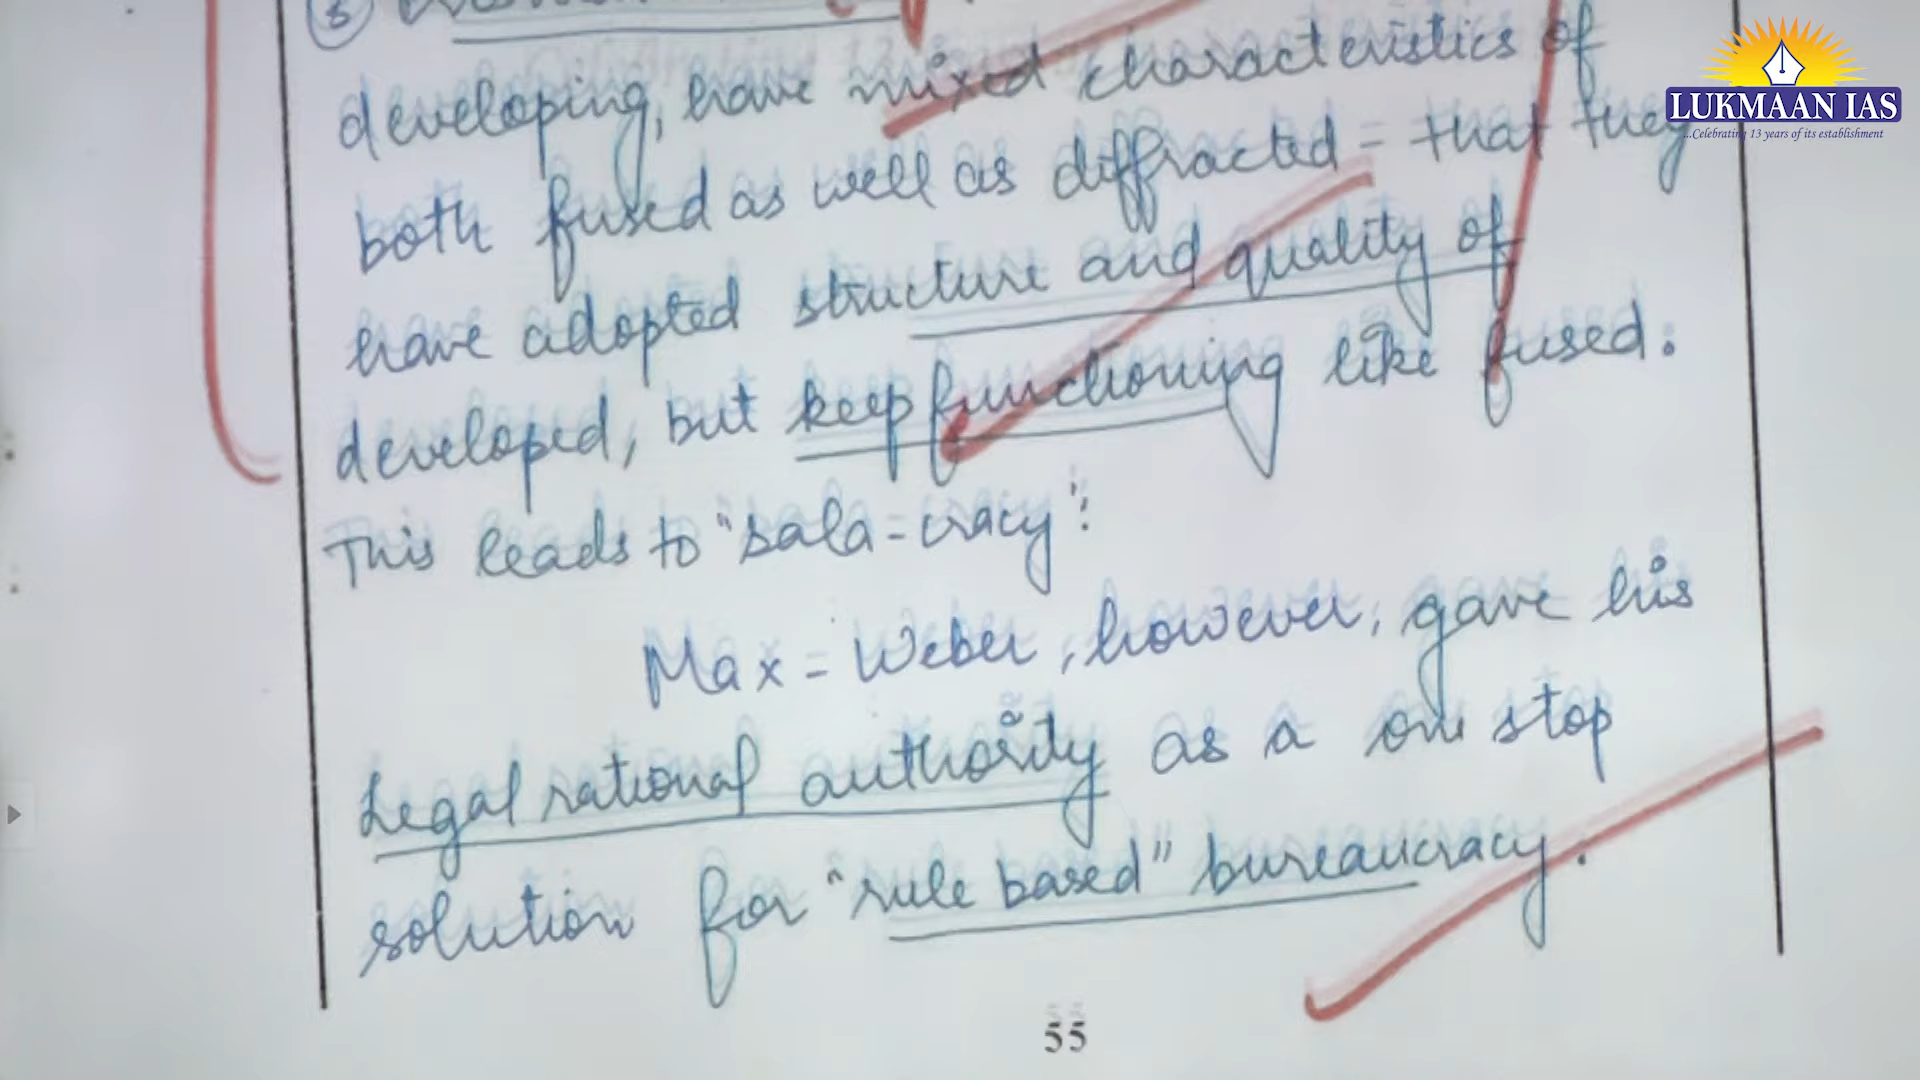 3
developing, have mixed characteristics of
both fused as well as diffracted = that they
have adopted structure and quality of
developed, but keep functioning like fused.
This leads to "sala-cracy".
Max-Weber, however, gave his
Legal rational authority as a one stop
solution for "rule based" bureaucracy.
55
LUKMAAN IAS
...Celebrating 13 years of its establishment